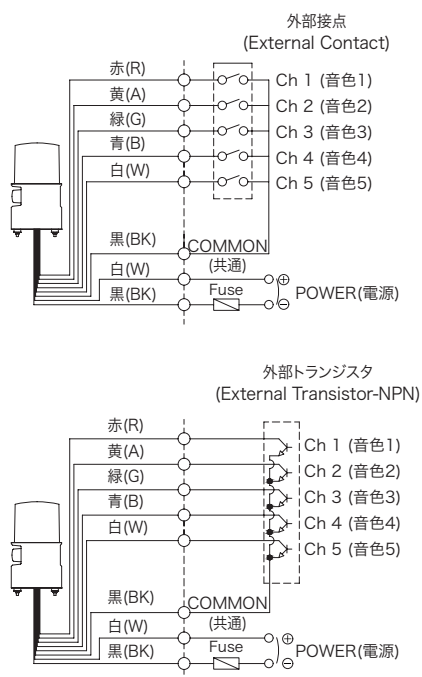 外部接点
(External Contact)
赤(R)
Ch 1 (音色1)
黄(A)
Ch 2 (音色2)
緑(G)
Ch 3 (音色3)
青(B)
Ch 4 (音色4)
白(W)
Ch 5 (音色5)
黒(BK)
COMMON
(共通)
白(W)
⊕
黒(BK)
Fuse
⊖
POWER(電源)
外部トランジスタ
(External Transistor-NPN)
赤(R)
Ch 1 (音色1)
黄(A)
Ch 2 (音色2)
緑(G)
Ch 3 (音色3)
青(B)
Ch 4 (音色4)
白(W)
Ch 5 (音色5)
黒(BK)
COMMON
(共通)
白(W)
⊕
黒(BK)
Fuse
⊖
POWER(電源)